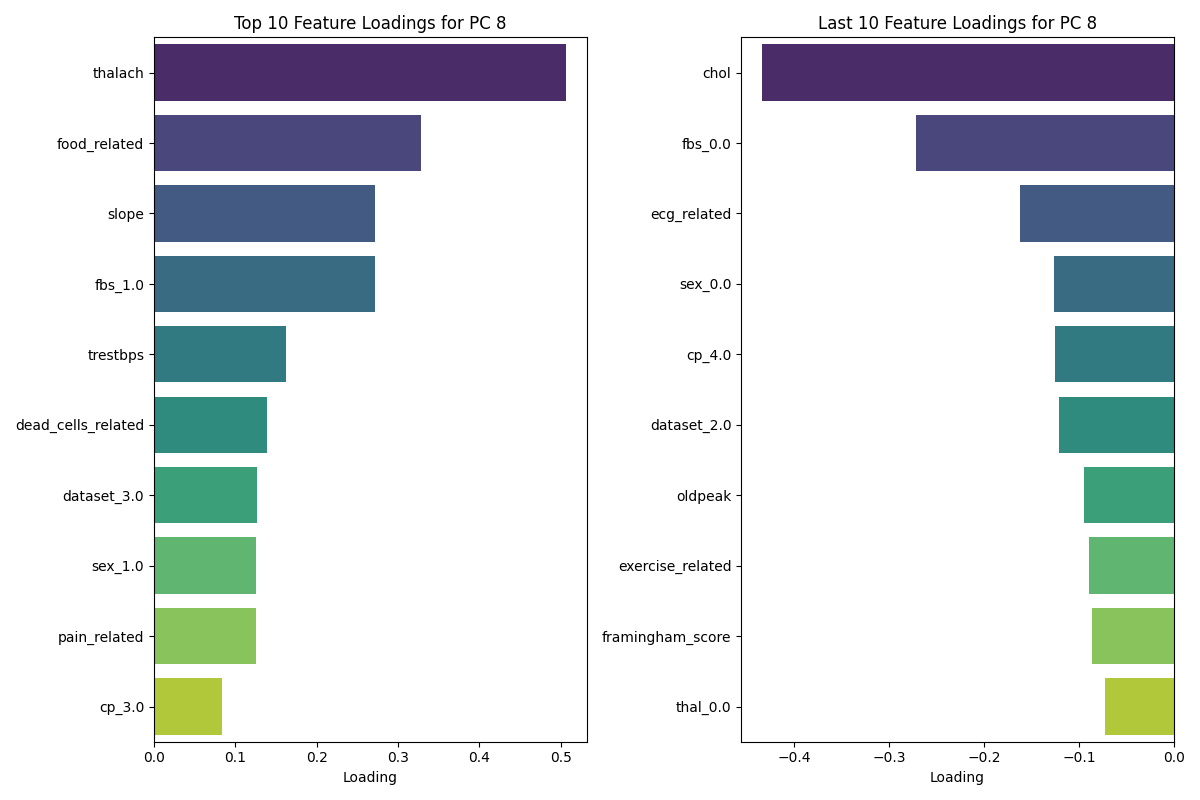 Top 10 Feature Loadings for PC 8
thalach
food_related
slope
fbs_1.0
trestbps
dead_cells_related
dataset_3.0
sex_1.0
pain_related
cp_3.0
0.0 0.1 0.2 0.3 0.4 0.5
Loading
Last 10 Feature Loadings for PC 8
chol
fbs_0.0
ecg_related
sex_0.0
cp_4.0
dataset_2.0
oldpeak
exercise_related
framingham_score
thal_0.0
−0.4 −0.3 −0.2 −0.1 0.0
Loading